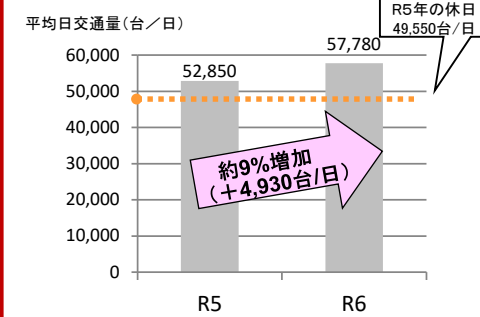 平均日交通量(台/日)
R5年の休日
49,550台/日
60,000
50,000
40,000
30,000
20,000
10,000
0
52,850
57,780
約9%増加
(+4,930台/日)
R5
R6